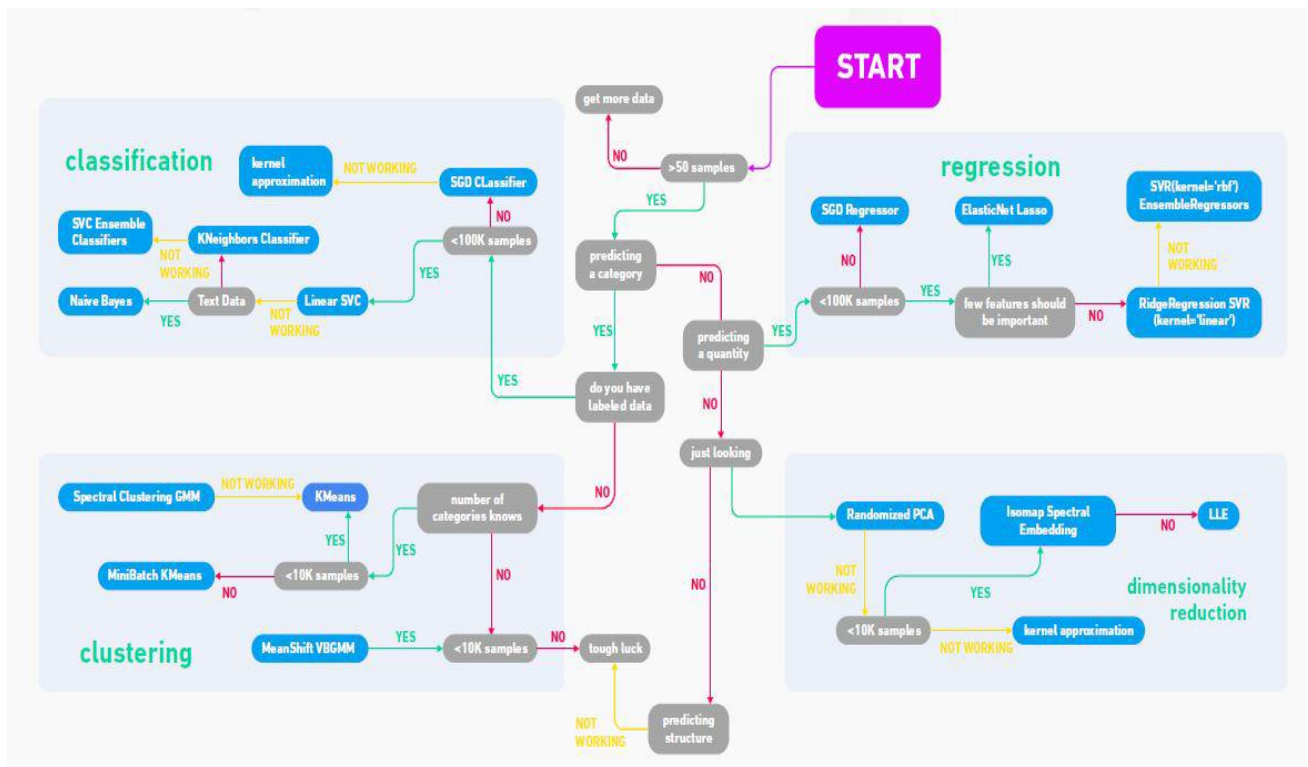 START
get more data
NO
>50 samples
YES
predicting
a category
NO
YES
do you have
labeled data
YES
NO
predicting
a quantity
YES
NO
just looking
NO
predicting
structure
NOT
WORKING
tough luck
classification
kernel
approximation
NOT WORKING
SGD CLassifier
NO
<100K samples
YES
SVC Ensemble
Classifiers
NOT
WORKING
KNeighbors Classifier
Naive Bayes
YES
Text Data
NOT
WORKING
Linear SVC
regression
SGD Regressor
NO
<100K samples
YES
ElasticNet Lasso
YES
few features should
be important
NO
SVR(kernel='rbf')
EnsembleRegressors
NOT
WORKING
RidgeRegression SVR
(kernel='linear')
clustering
Spectral Clustering GMM
NOT WORKING
KMeans
YES
number of
categories knows
YES
NO
MiniBatch KMeans
NO
<10K samples
MeanShift VBGMM
YES
<10K samples
NO
dimensionality
reduction
Randomized PCA
NOT
WORKING
Isomap Spectral
Embedding
NO
LLE
YES
<10K samples
NOT WORKING
kernel approximation